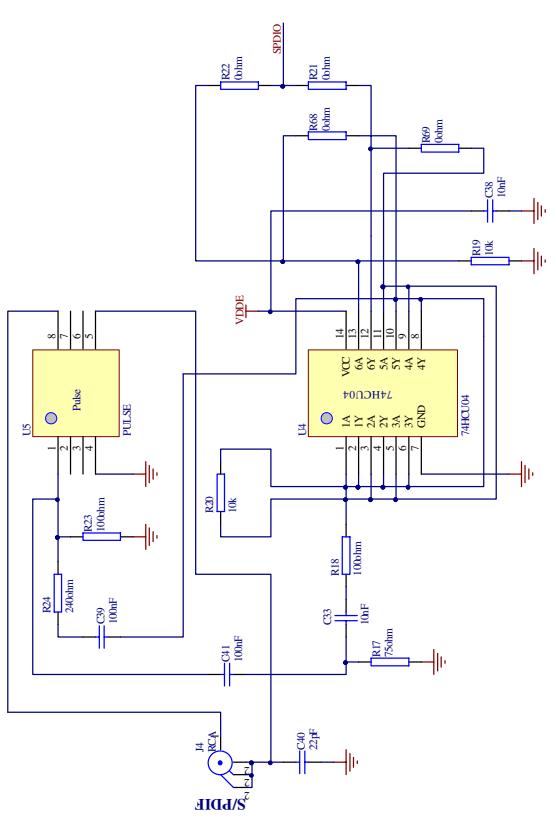 SPDIO
R22
0ohm
R21
0ohm
R68
0ohm
R69
0ohm
C38
10nF
R19
10k
VDDE
8
7
6
5
U5
Pulse
PULSE
1
2
3
4
14
13
12
11
10
9
8
VCC
6A
6Y
5A
5Y
4A
4Y
U4
74HCU04
74HCU04
1A
1Y
2A
2Y
3A
3Y
GND
1
2
3
4
5
6
7
R20
10k
R23
100ohm
R24
240ohm
C39
100nF
R18
100ohm
C33
10nF
C41
100nF
R17
75ohm
J4
RCA
1
2
2
2
C40
22pF
S/PDIF